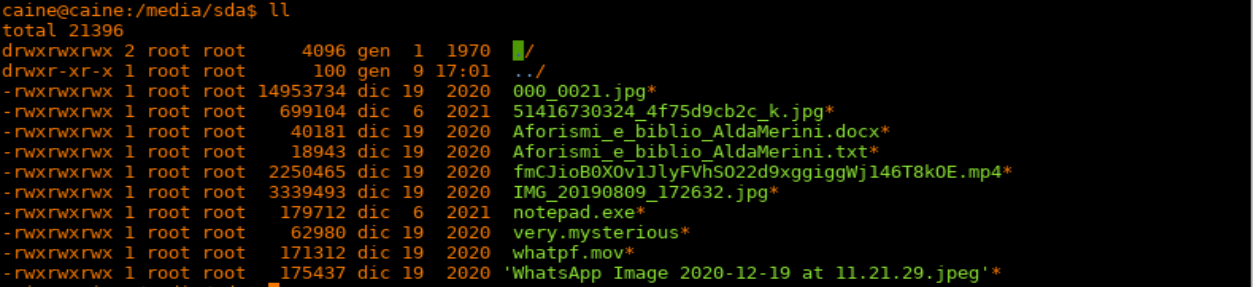 caine@caine:/media/sda$ ll
total 21396
drwxrwxrwx 2 root root     4096 gen  1  1970  ./
drwxr-xr-x 1 root root      100 gen  9 17:01  ../
-rwxrwxrwx 1 root root 14953734 dic 19  2020  000_0021.jpg*
-rwxrwxrwx 1 root root   699104 dic  6  2021  51416730324_4f75d9cb2c_k.jpg*
-rwxrwxrwx 1 root root    40181 dic 19  2020  Aforismi_e_biblio_AldaMerini.docx*
-rwxrwxrwx 1 root root    18943 dic 19  2020  Aforismi_e_biblio_AldaMerini.txt*
-rwxrwxrwx 1 root root  2250465 dic 19  2020  fmCJioB0XOv1JlyFVhSO22d9xggiggWj146T8kOE.mp4*
-rwxrwxrwx 1 root root  3339493 dic 19  2020  IMG_20190809_172632.jpg*
-rwxrwxrwx 1 root root   179712 dic  6  2021  notepad.exe*
-rwxrwxrwx 1 root root    62980 dic 19  2020  very.mysterious*
-rwxrwxrwx 1 root root   171312 dic 19  2020  whatpf.mov*
-rwxrwxrwx 1 root root   175437 dic 19  2020 'WhatsApp Image 2020-12-19 at 11.21.29.jpeg'*